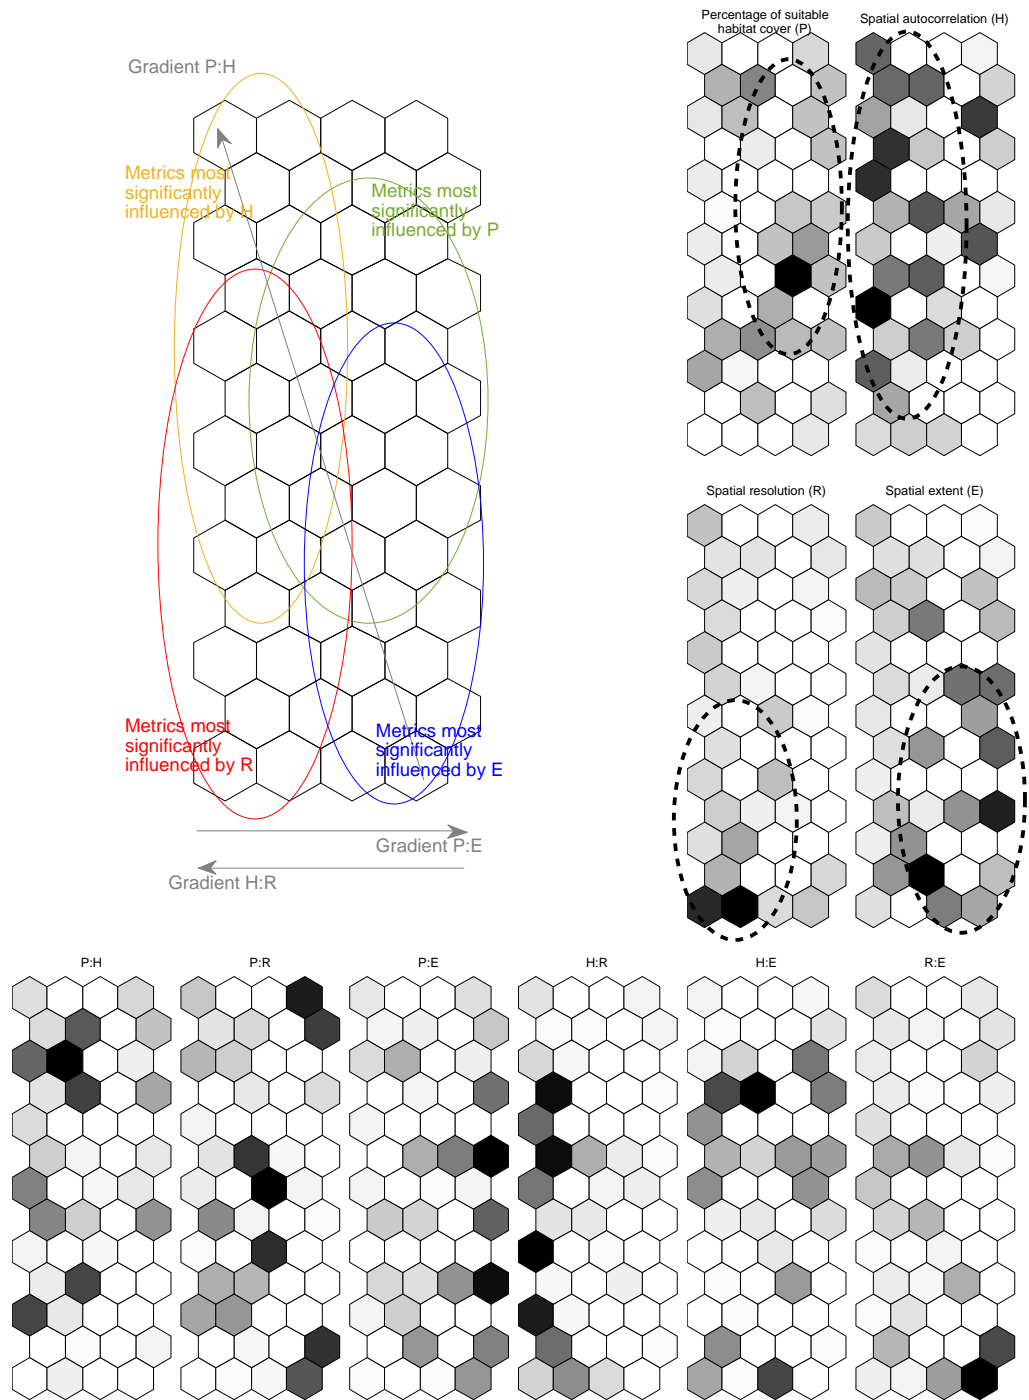 Percentage of suitable
habitat cover (P)
Spatial autocorrelation (H)
Gradient P:H
Metrics most
significantly
influenced by H
Metrics most
significantly
influenced by P
Spatial resolution (R)
Spatial extent (E)
Metrics most
significantly
influenced by R
Metrics most
significantly
influenced by E
Gradient P:E
Gradient H:R
P:H
P:R
P:E
H:R
H:E
R:E